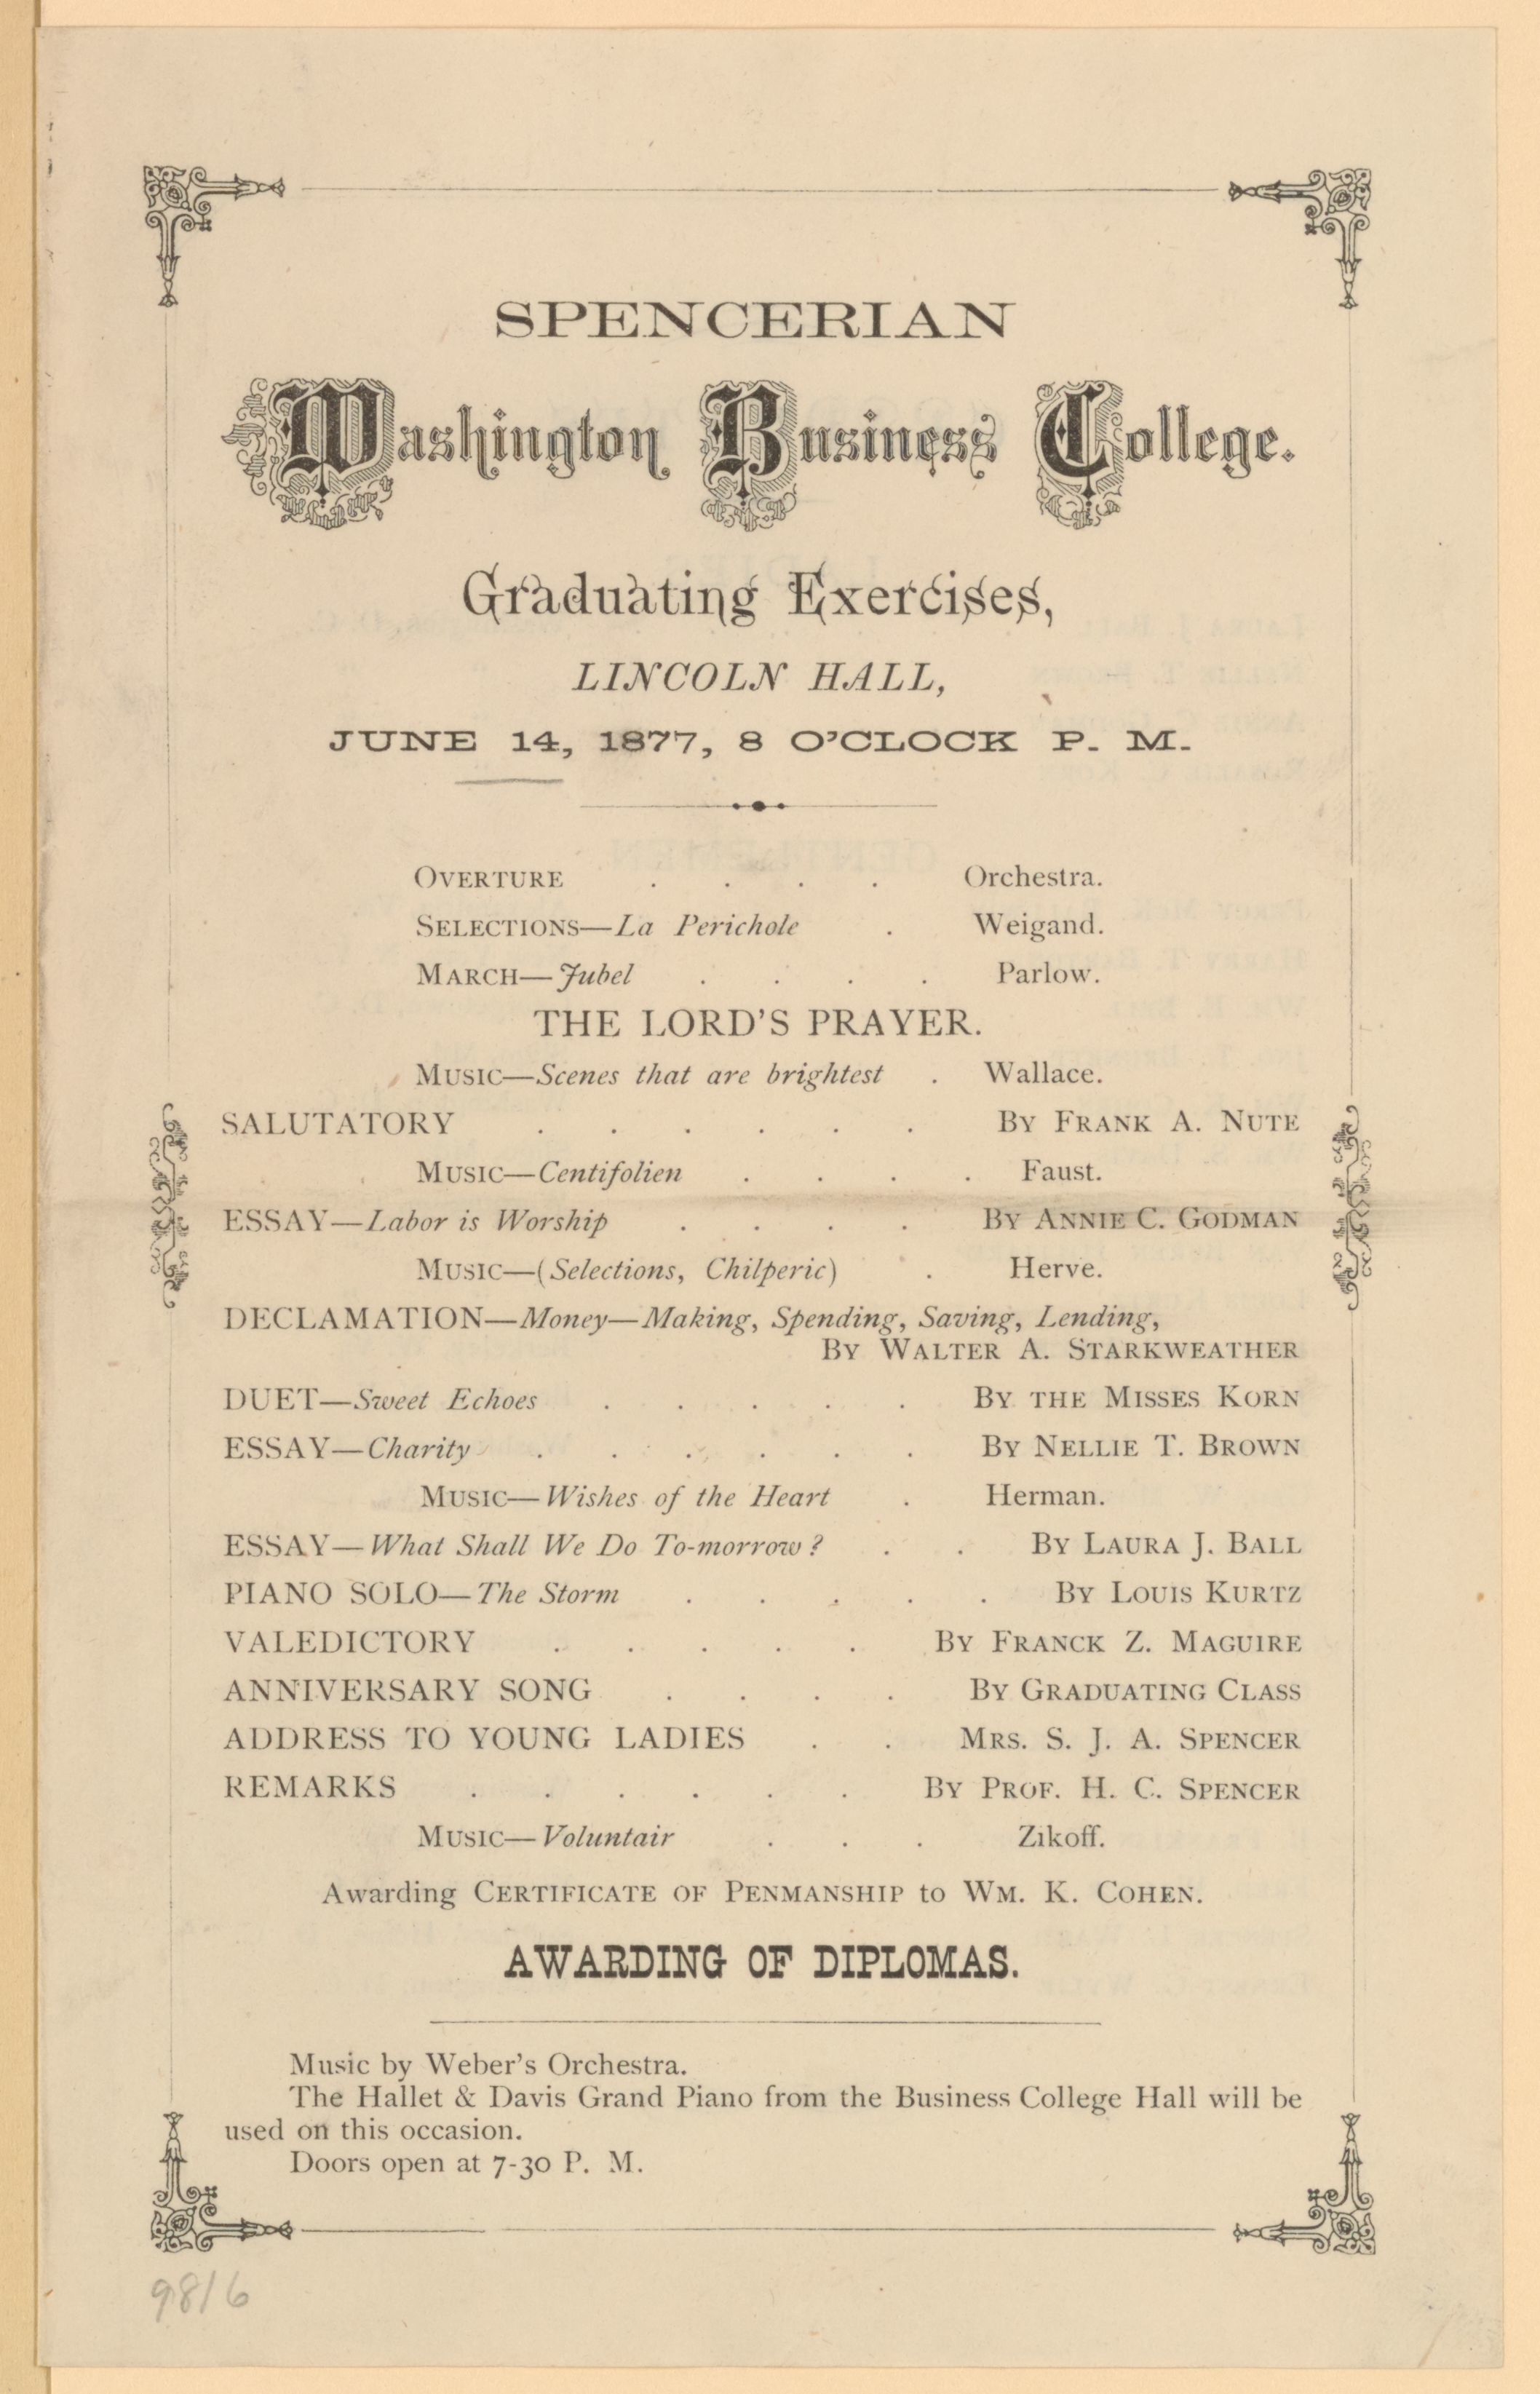 SPENCERIAN
Washington Business College.
Graduating Exercises,
LINCOLN HALL,
JUNE 14, 1877, 8 O'CLOCK P. M.
OVERTURE . . . . Orchestra.
SELECTIONS—La Perichole . Weigand.
MARCH—Jubel . . . . Parlow.
THE LORD'S PRAYER.
MUSIC—Scenes that are brightest . Wallace.
SALUTATORY . . . . . . BY FRANK A. NUTE
MUSIC—Centifolien . . . . Faust.
ESSAY—Labor is Worship . . . . BY ANNIE C. GODMAN
MUSIC—(Selections, Chilperic) . Herve.
DECLAMATION—Money—Making, Spending, Saving, Lending,
BY WALTER A. STARKWEATHER
DUET—Sweet Echoes . . . . . BY THE MISSES KORN
ESSAY—Charity . . . . . . BY NELLIE T. BROWN
MUSIC—Wishes of the Heart . Herman.
ESSAY—What Shall We Do To-morrow? . . BY LAURA J. BALL
PIANO SOLO—The Storm . . . . . BY LOUIS KURTZ
VALEDICTORY . . . . . BY FRANCK Z. MAGUIRE
ANNIVERSARY SONG . . . . BY GRADUATING CLASS
ADDRESS TO YOUNG LADIES . . MRS. S. J. A. SPENCER
REMARKS . . . . . . BY PROF. H. C. SPENCER
MUSIC—Voluntair . . . Zikoff.
Awarding CERTIFICATE OF PENMANSHIP to WM. K. COHEN.
AWARDING OF DIPLOMAS.
Music by Weber's Orchestra.
The Hallet & Davis Grand Piano from the Business College Hall will be
used on this occasion.
Doors open at 7-30 P. M.
9816